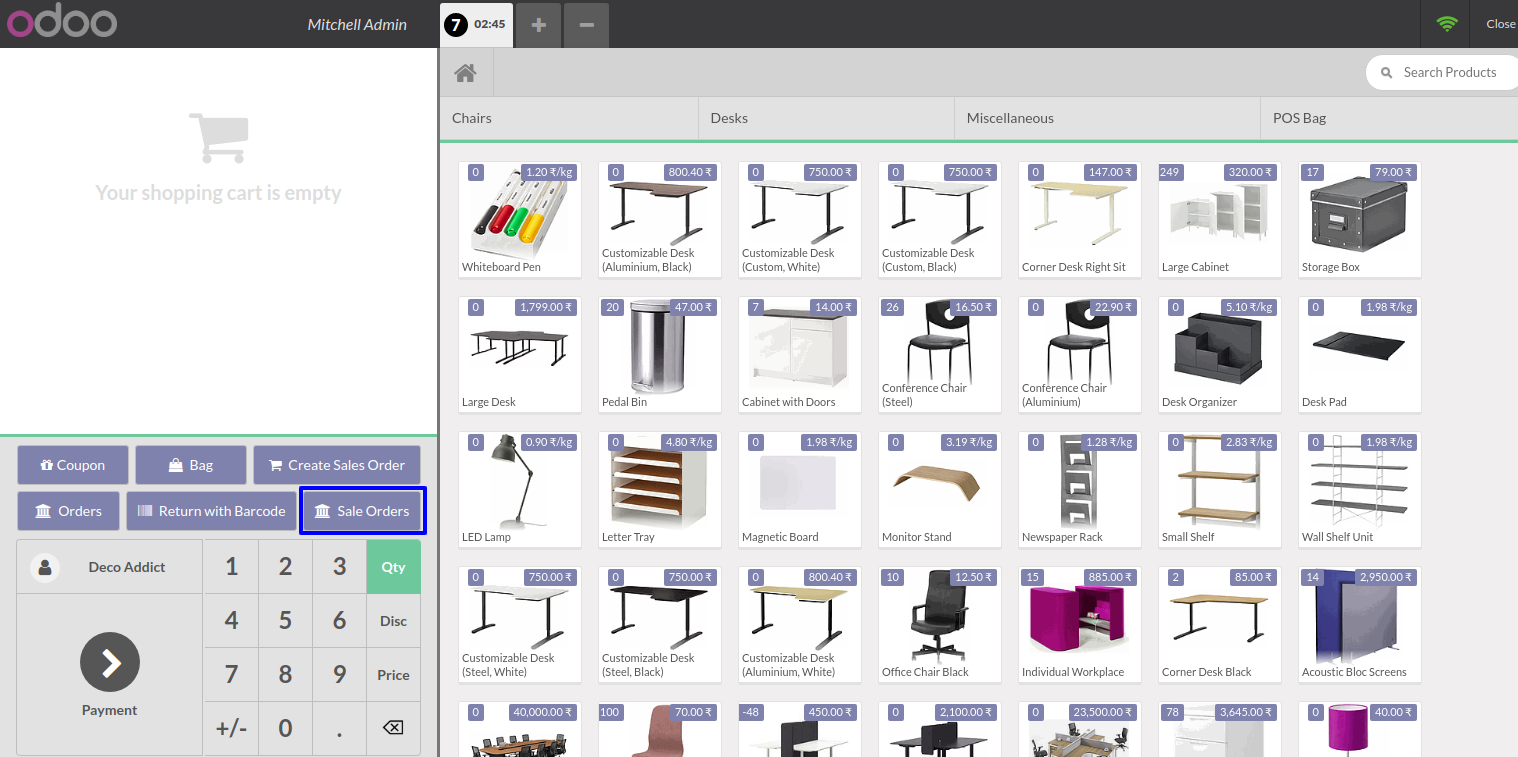 odoo
Mitchell Admin
7 02:45
Close
Search Products
Chairs
Desks
Miscellaneous
POS Bag
Your shopping cart is empty
0 1.20 ₹/kg
Whiteboard Pen
0 800.40 ₹
Customizable Desk
(Aluminium, Black)
0 750.00 ₹
Customizable Desk
(Custom, White)
0 750.00 ₹
Customizable Desk
(Custom, Black)
0 147.00 ₹
Corner Desk Right Sit
249 320.00 ₹
Large Cabinet
17 79.00 ₹
Storage Box
0 1,799.00 ₹
Large Desk
20 47.00 ₹
Pedal Bin
7 14.00 ₹
Cabinet with Doors
26 16.50 ₹
Conference Chair
(Steel)
0 22.90 ₹
Conference Chair
(Aluminium)
0 5.10 ₹/kg
Desk Organizer
0 1.98 ₹/kg
Desk Pad
0 0.90 ₹/kg
LED Lamp
0 4.80 ₹/kg
Letter Tray
0 1.98 ₹/kg
Magnetic Board
0 3.19 ₹/kg
Monitor Stand
0 1.28 ₹/kg
Newspaper Rack
0 2.83 ₹/kg
Small Shelf
0 1.98 ₹/kg
Wall Shelf Unit
0 750.00 ₹
Customizable Desk
(Steel, White)
0 750.00 ₹
Customizable Desk
(Steel, Black)
0 800.40 ₹
Customizable Desk
(Aluminium, White)
10 12.50 ₹
Office Chair Black
15 885.00 ₹
Individual Workplace
2 85.00 ₹
Corner Desk Black
14 2,950.00 ₹
Acoustic Bloc Screens
0 40,000.00 ₹
100 70.00 ₹
-48 450.00 ₹
0 2,100.00 ₹
0 23,500.00 ₹
78 3,645.00 ₹
0 40.00 ₹
Coupon
Bag
Create Sales Order
Orders
Return with Barcode
Sale Orders
Deco Addict
Payment
1 2 3 Qty
4 5 6 Disc
7 8 9 Price
+/- 0 .